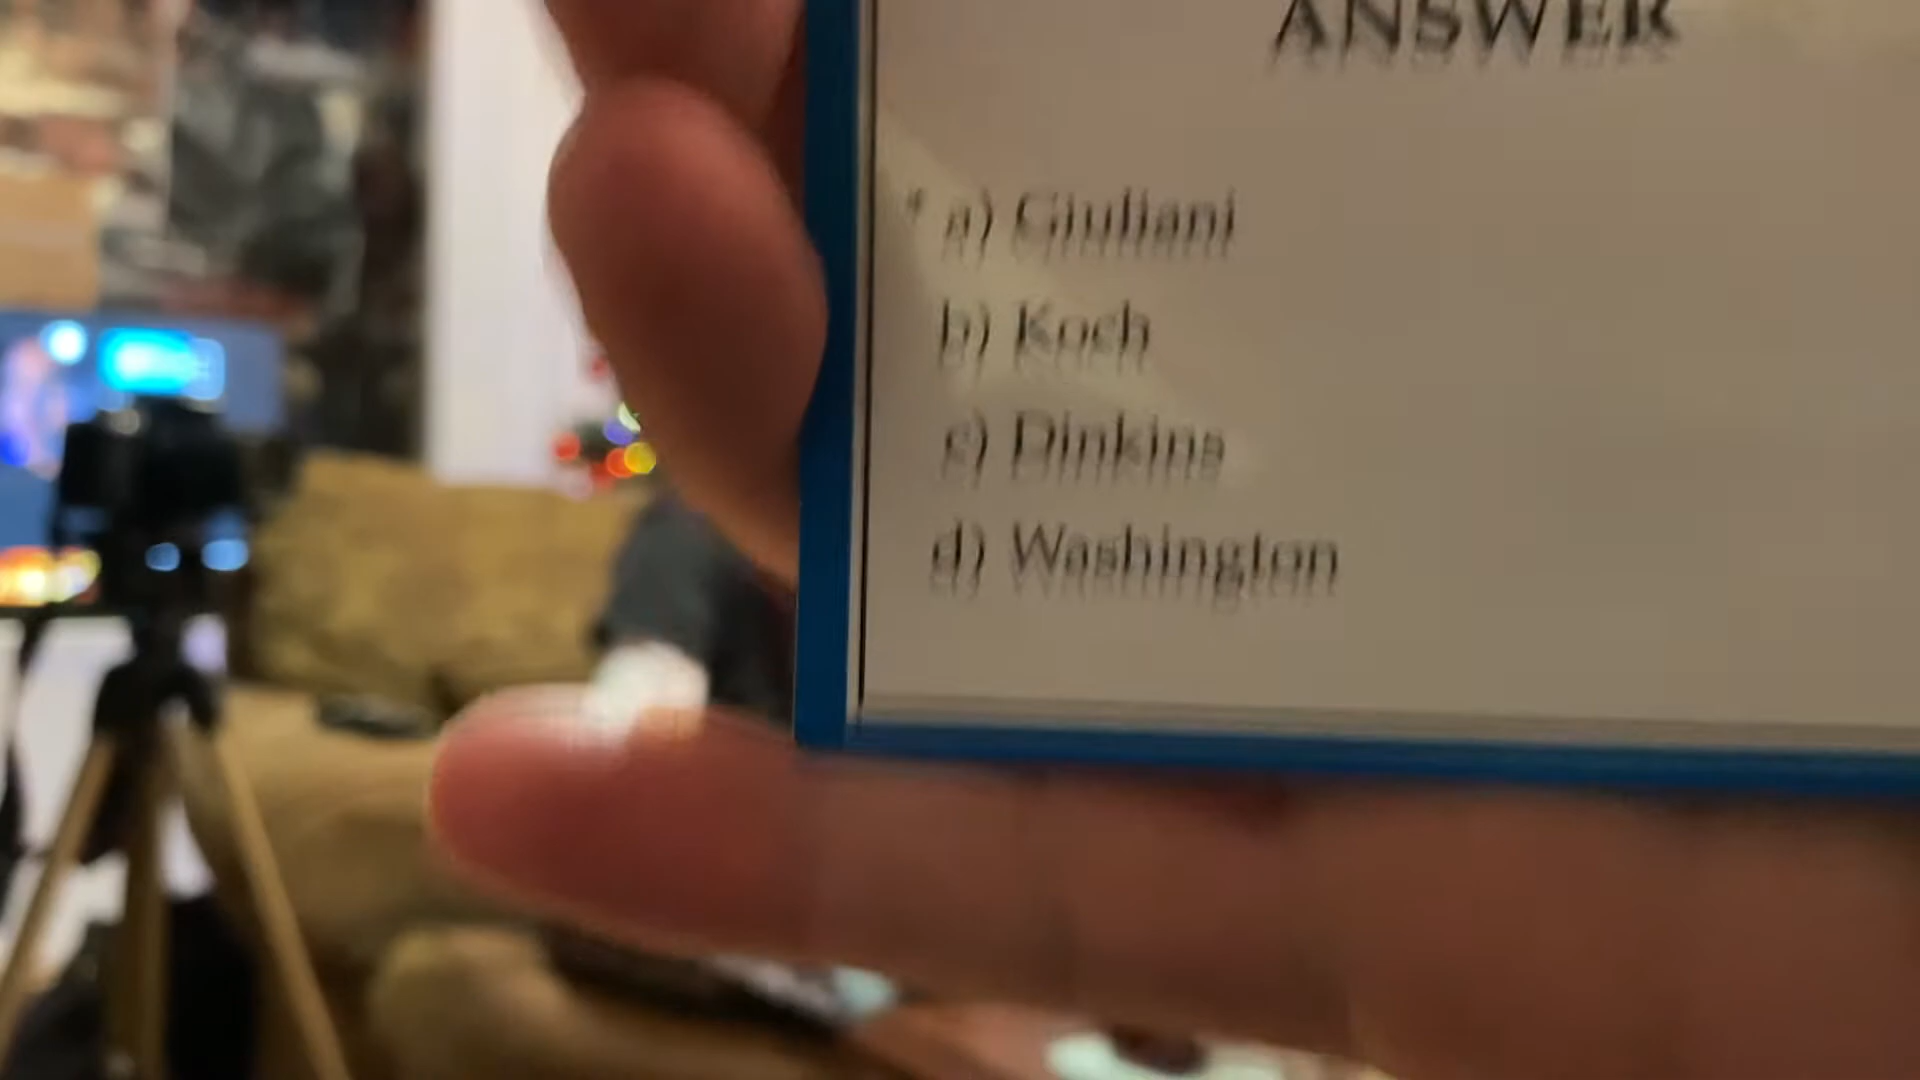 ANSWER
* a) Giuliani
b) Koch
c) Dinkins
d) Washington